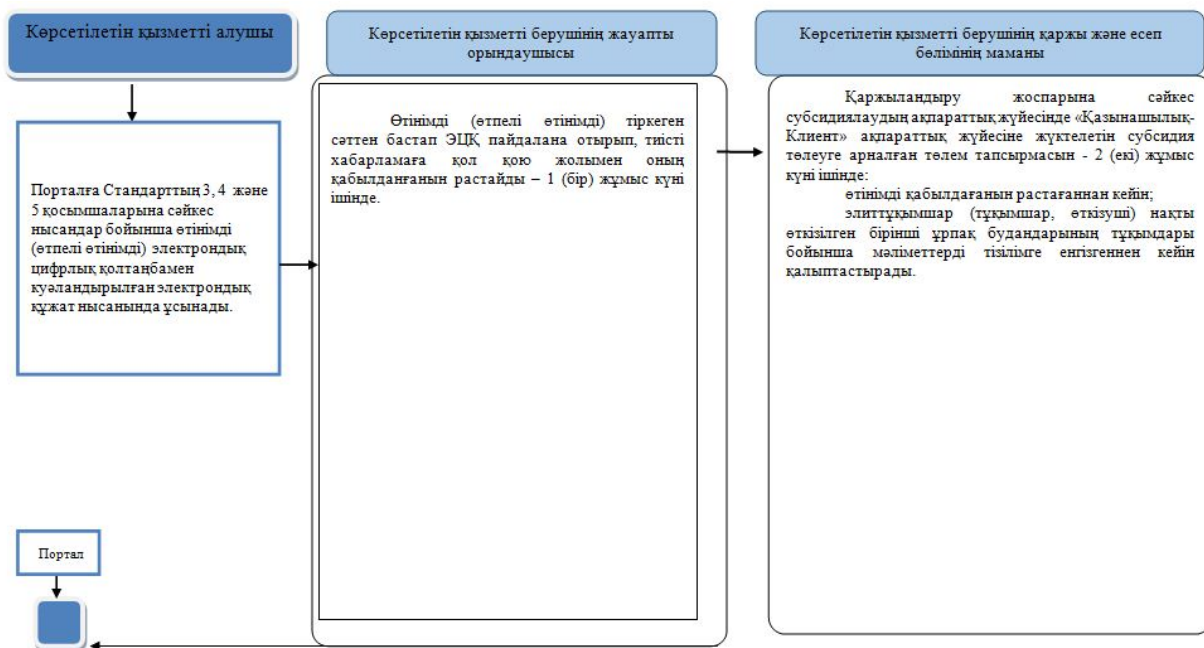 Көрсетілетін қызметті алушы
Көрсетілетін қызметті берушінің жауапты
орындаушысы
Көрсетілетін қызметті берушінің қаржы және есеп
бөлімінің маманы
Порталға Стандарттың 3, 4 және
5 қосымшаларына сәйкес
нысандар бойынша өтінімді
(өтпелі өтінімді) электрондық
цифрлық қолтаңбамен
куәландырылған электрондық
құжат нысанында ұсынады.
Өтінімді (өтпелі өтінімді) тіркеген
сәттен бастап ЭЦҚ пайдалана отырып, тиісті
хабарламаға қол қою жолымен оның
қабылданғанын растайды – 1 (бір) жұмыс күні
ішінде.
Қаржыландыру жоспарына сәйкес
субсидиялаудың ақпараттық жүйесінде «Қазынашылық-
Клиент» ақпараттық жүйесіне жүктелетін субсидия
төлеуге арналған төлем тапсырмасын - 2 (екі) жұмыс
күні ішінде:
өтінімді қабылдағанын растағаннан кейін;
элиттұқымшар (тұқымшар, өткізуші) нақты
өткізілген бірінші ұрпақ будандарының тұқымдары
бойынша мәліметтерді тізілімге енгізгеннен кейін
қалыптастырады.
Портал